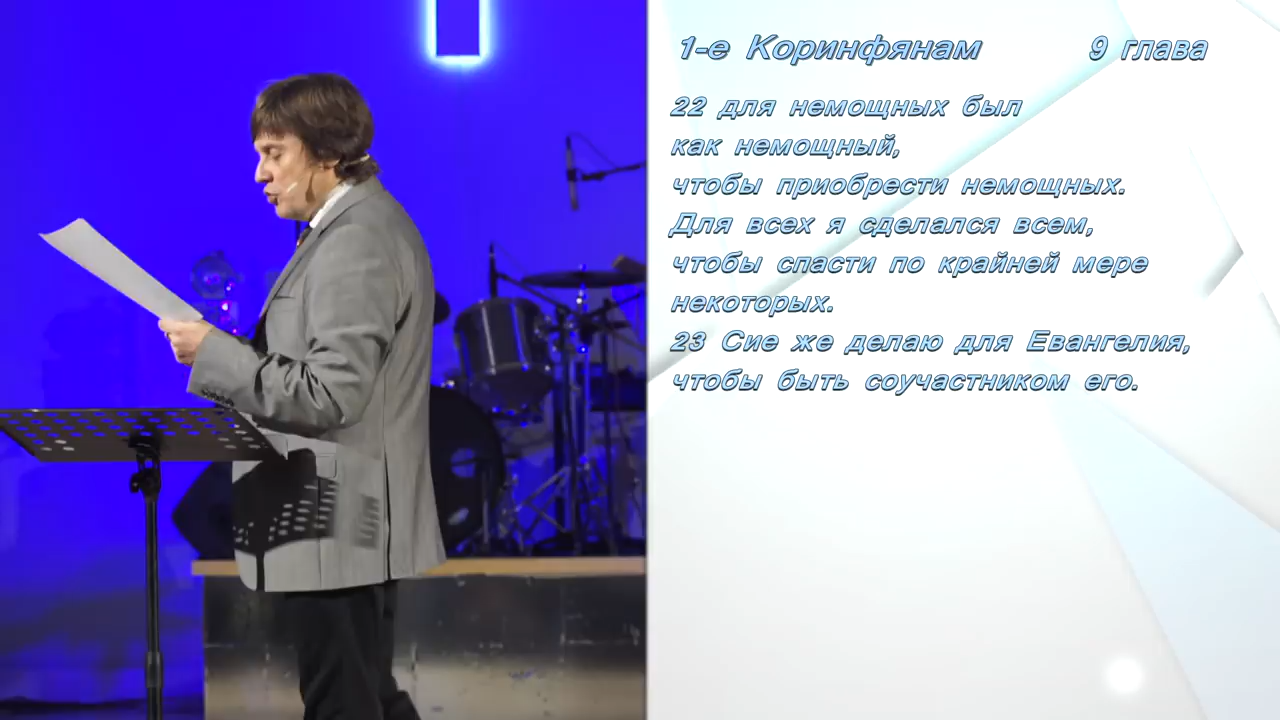 1-е Коринфянам 9 глава
22 для немощных был
как немощный,
чтобы приобрести немощных.
Для всех я сделался всем,
чтобы спасти по крайней мере
некоторых.
23 Сие же делаю для Евангелия,
чтобы быть соучастником его.